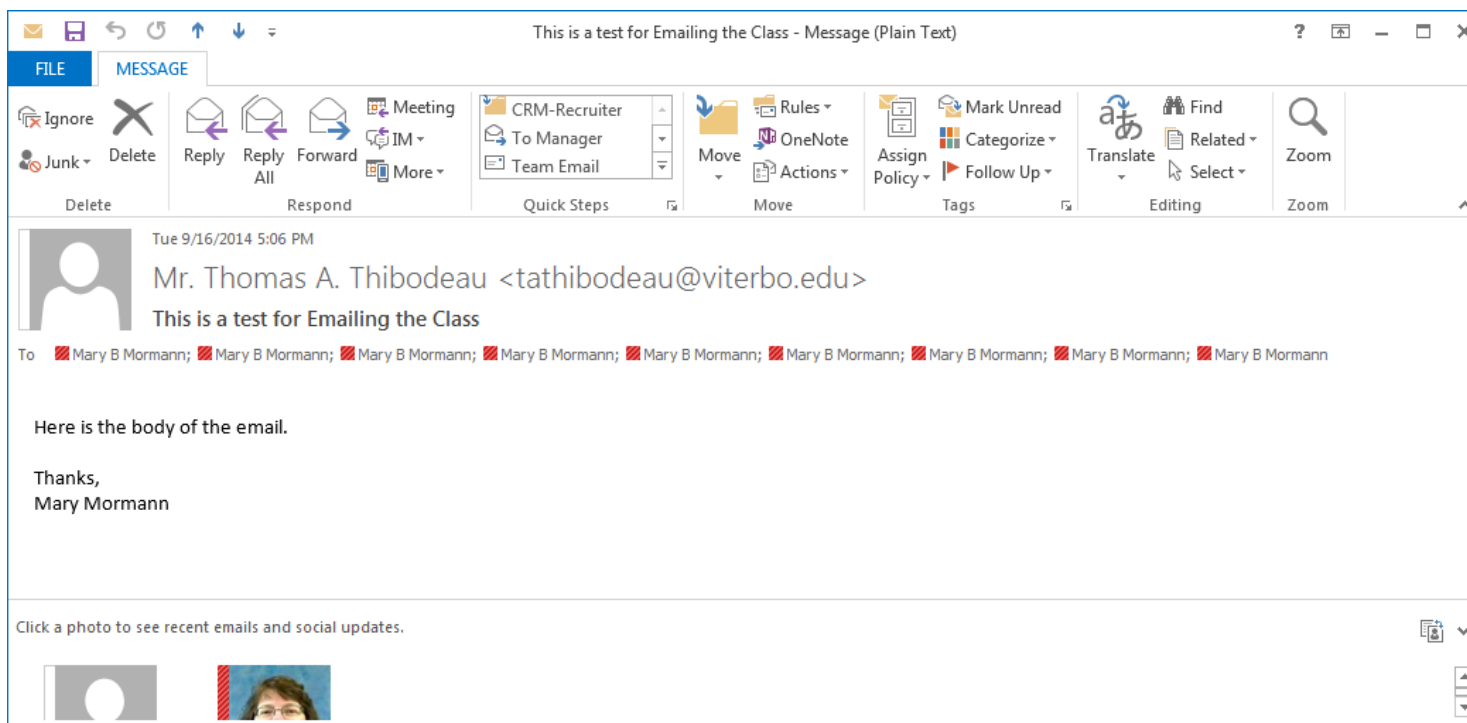 This is a test for Emailing the Class - Message (Plain Text) ?
FILE MESSAGE
Ignore
Junk
Delete
Reply
Reply All
Forward
Meeting
IM
More
CRM-Recruiter
To Manager
Team Email
Move
Rules
OneNote
Actions
Assign Policy
Mark Unread
Categorize
Follow Up
Translate
Find
Related
Select
Zoom
Delete Respond Quick Steps Move Tags Editing Zoom
Tue 9/16/2014 5:06 PM
Mr. Thomas A. Thibodeau <tathibodeau@viterbo.edu>
This is a test for Emailing the Class
To Mary B Mormann; Mary B Mormann; Mary B Mormann; Mary B Mormann; Mary B Mormann; Mary B Mormann; Mary B Mormann; Mary B Mormann; Mary B Mormann
Here is the body of the email.
Thanks,
Mary Mormann
Click a photo to see recent emails and social updates.